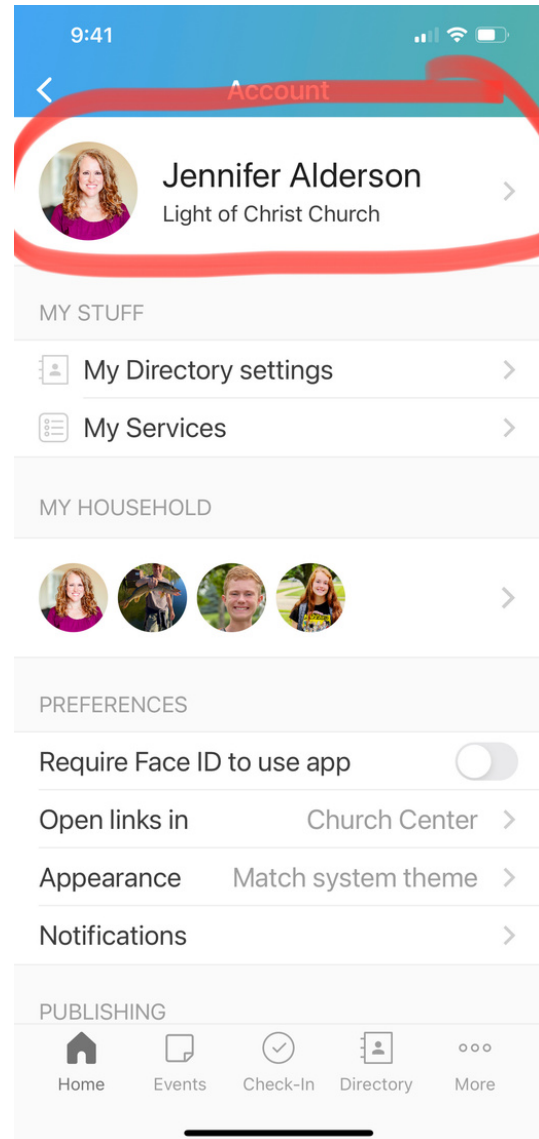 9:41
Account
Jennifer Alderson
Light of Christ Church
MY STUFF
My Directory settings
My Services
MY HOUSEHOLD
PREFERENCES
Require Face ID to use app
Open links in Church Center
Appearance Match system theme
Notifications
PUBLISHING
Home Events Check-In Directory More